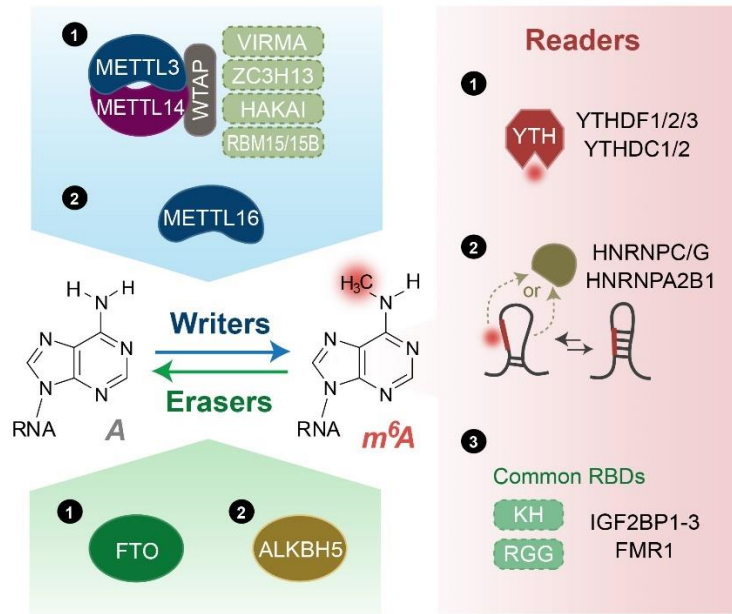 1
METTL3
METTL14
WTAP
VIRMA
ZC3H13
HAKAI
RBM15/15B
2
METTL16
H N H
N
N
N
N
RNA
A
Writers
Erasers
H₃C N H
N
N
N
N
RNA
m⁶A
1
FTO
2
ALKBH5
Readers
1
YTH
YTHDF1/2/3
YTHDC1/2
2
or
HNRNPC/G
HNRNPA2B1
3
Common RBDs
KH
RGG
IGF2BP1-3
FMR1